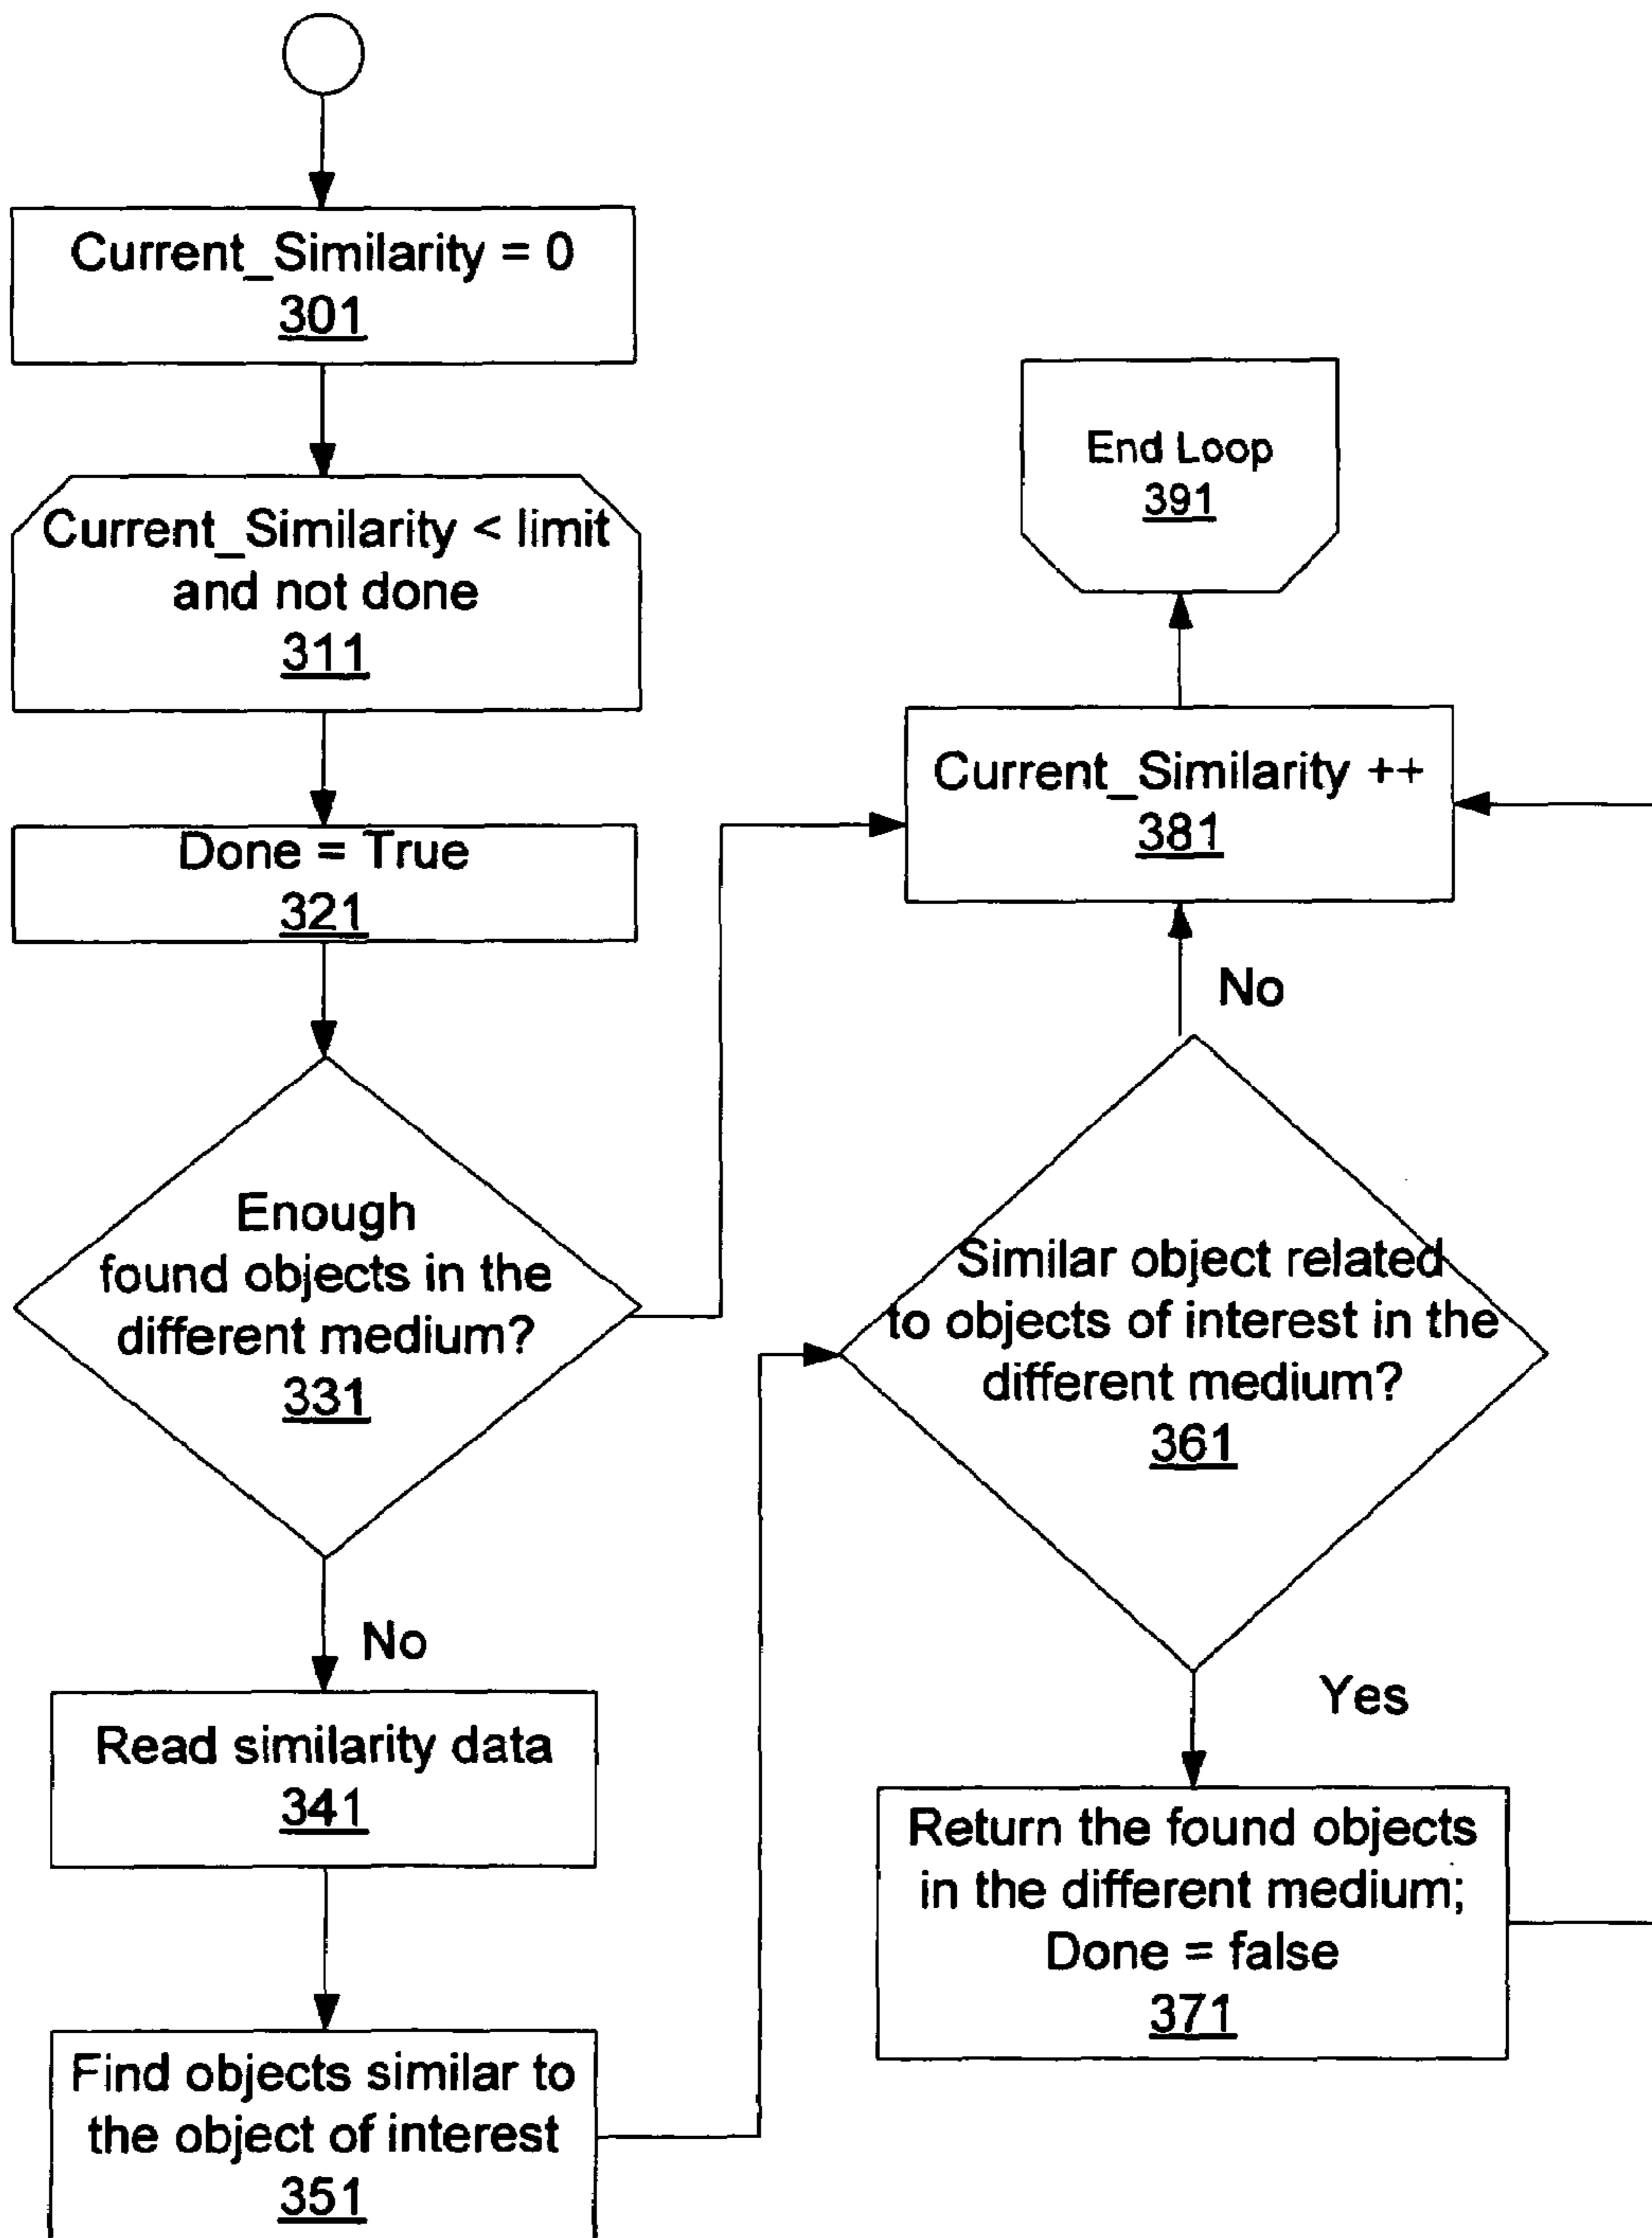 Current_Similarity = 0
301
Current_Similarity < limit
and not done
311
Done = True
321
Enough
found objects in the
different medium?
331
No
Read similarity data
341
Find objects similar to
the object of interest
351
End Loop
391
Current_Similarity ++
381
No
Similar object related
to objects of interest in the
different medium?
361
Yes
Return the found objects
in the different medium;
Done = false
371